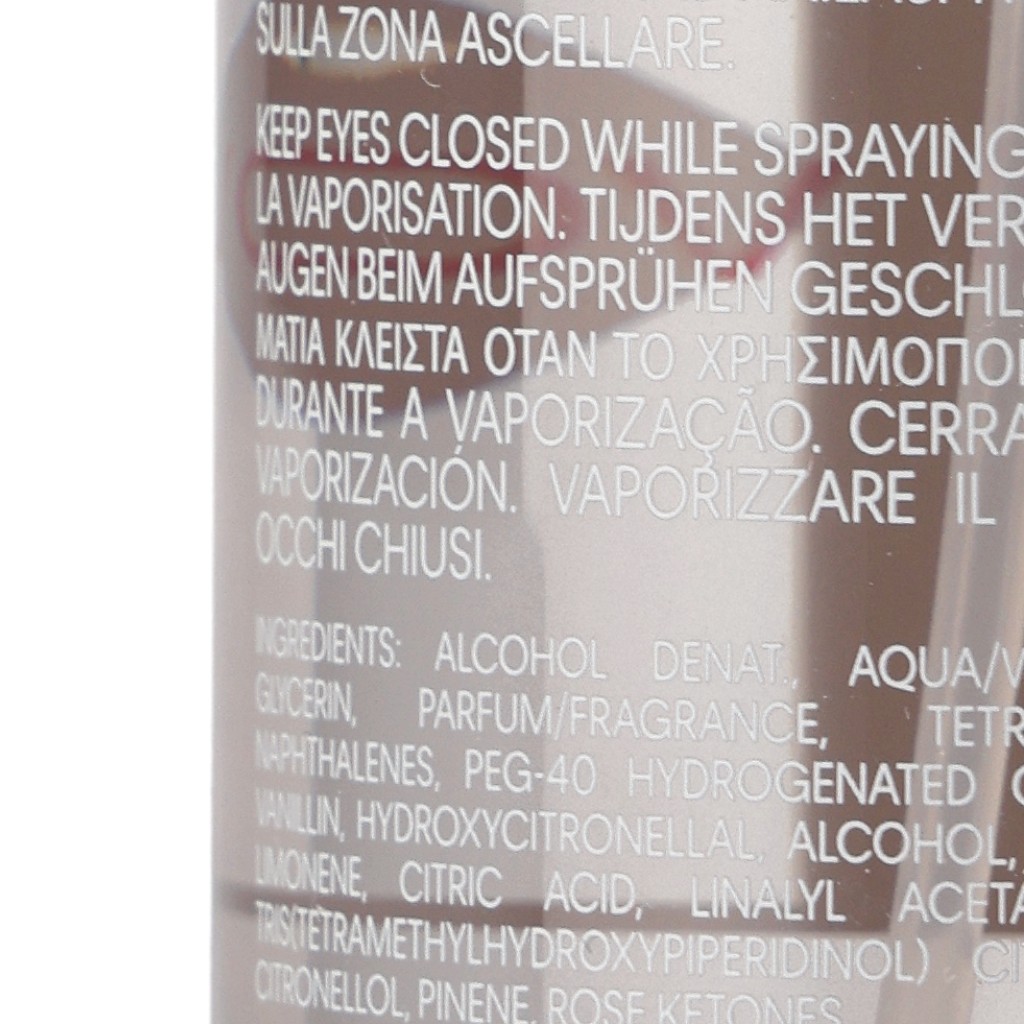 SULLA ZONA ASCELLARE.
KEEP EYES CLOSED WHILE SPRAYING
LA VAPORISATION. TIJDENS HET VER
AUGEN BEIM AUFSPRÜHEN GESCHL
ΜΑΤΙΑ ΚΛΕΙΣΤΑ ΟΤΑΝ ΤΟ ΧΡΗΣΙΜΟΠΟ
DURANTE A VAPORIZAÇÃO. CERRA
VAPORIZACIÓN. VAPORIZZARE IL
OCCHI CHIUSI.
INGREDIENTS: ALCOHOL DENAT., AQUA/
GLYCERIN, PARFUM/FRAGRANCE, TETR
NAPHTHALENES, PEG-40 HYDROGENATED
VANILLIN, HYDROXYCITRONELLAL, ALCOHOL,
LIMONENE, CITRIC ACID, LINALYL ACETA
TRIS(TETRAMETHYLHYDROXYPIPERIDINOL) CI
CITRONELLOL, PINENE, ROSE KETONES